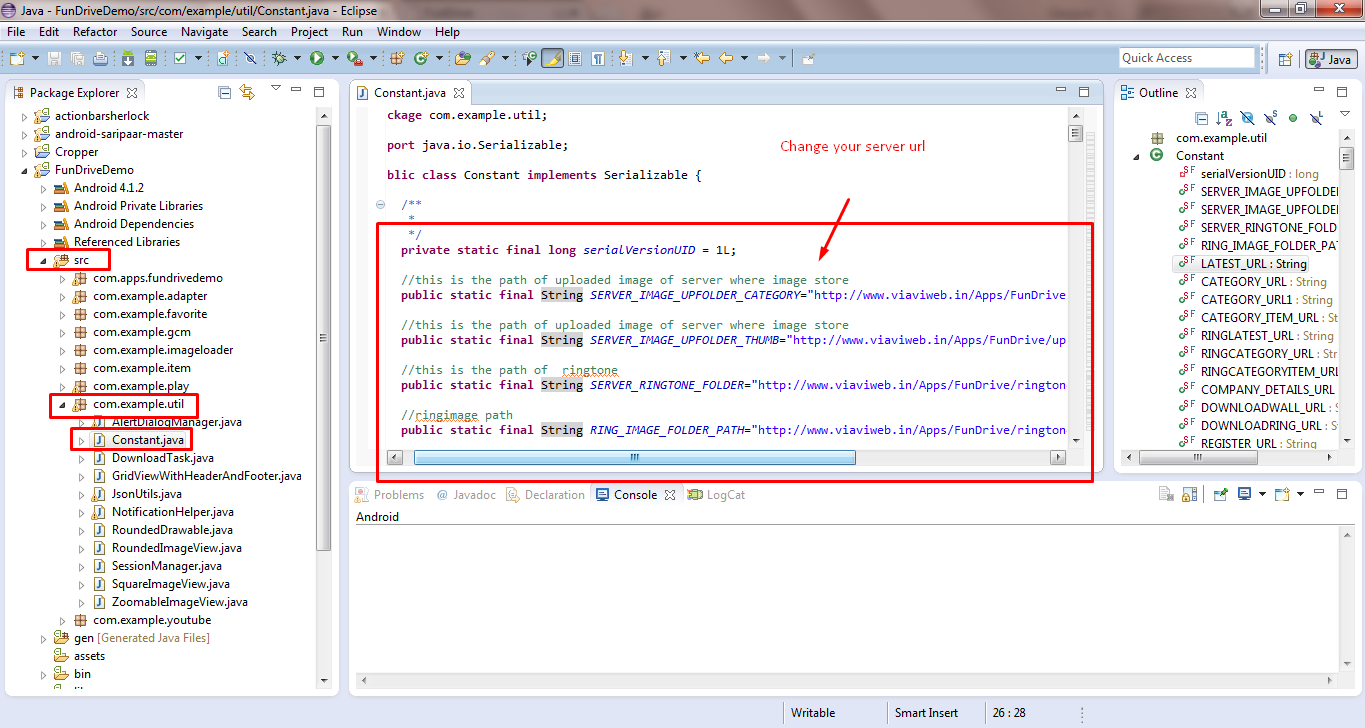 Java - FunDriveDemo/src/com/example/util/Constant.java - Eclipse
File Edit Refactor Source Navigate Search Project Run Window Help
Quick Access
Java
Package Explorer
actionbarsherlock
android-saripaar-master
Cropper
FunDriveDemo
Android 4.1.2
Android Private Libraries
Android Dependencies
Referenced Libraries
src
com.apps.fundrivedemo
com.example.adapter
com.example.favorite
com.example.gcm
com.example.imageloader
com.example.item
com.example.play
com.example.util
AlertDialogManager.java
Constant.java
DownloadTask.java
GridViewWithHeaderAndFooter.java
JsonUtils.java
NotificationHelper.java
RoundedDrawable.java
RoundedImageView.java
SessionManager.java
SquareImageView.java
ZoomableImageView.java
com.example.youtube
gen [Generated Java Files]
assets
bin
Constant.java
ckage com.example.util;
port java.io.Serializable;
blic class Constant implements Serializable {
/**
*
*/
private static final long serialVersionUID = 1L;
//this is the path of uploaded image of server where image store
public static final String SERVER_IMAGE_UPFOLDER_CATEGORY="http://www.viaviweb.in/Apps/FunDrive
//this is the path of uploaded image of server where image store
public static final String SERVER_IMAGE_UPFOLDER_THUMB="http://www.viaviweb.in/Apps/FunDrive/up
//this is the path of  ringtone
public static final String SERVER_RINGTONE_FOLDER="http://www.viaviweb.in/Apps/FunDrive/rington
//ringimage path
public static final String RING_IMAGE_FOLDER_PATH="http://www.viaviweb.in/Apps/FunDrive/rington
Change your server url
Outline
com.example.util
Constant
serialVersionUID : long
SERVER_IMAGE_UPFOLDE
SERVER_IMAGE_UPFOLDE
SERVER_RINGTONE_FOLD
RING_IMAGE_FOLDER_PA
LATEST_URL : String
CATEGORY_URL : String
CATEGORY_URL1 : String
CATEGORY_ITEM_URL : St
RINGLATEST_URL : String
RINGCATEGORY_URL : Str
RINGCATEGORYITEM_URL
COMPANY_DETAILS_URL
DOWNLOADWALL_URL :
DOWNLOADRING_URL :
REGISTER_URL : String
Problems @ Javadoc Declaration Console LogCat
Android
Writable Smart Insert 26 : 28